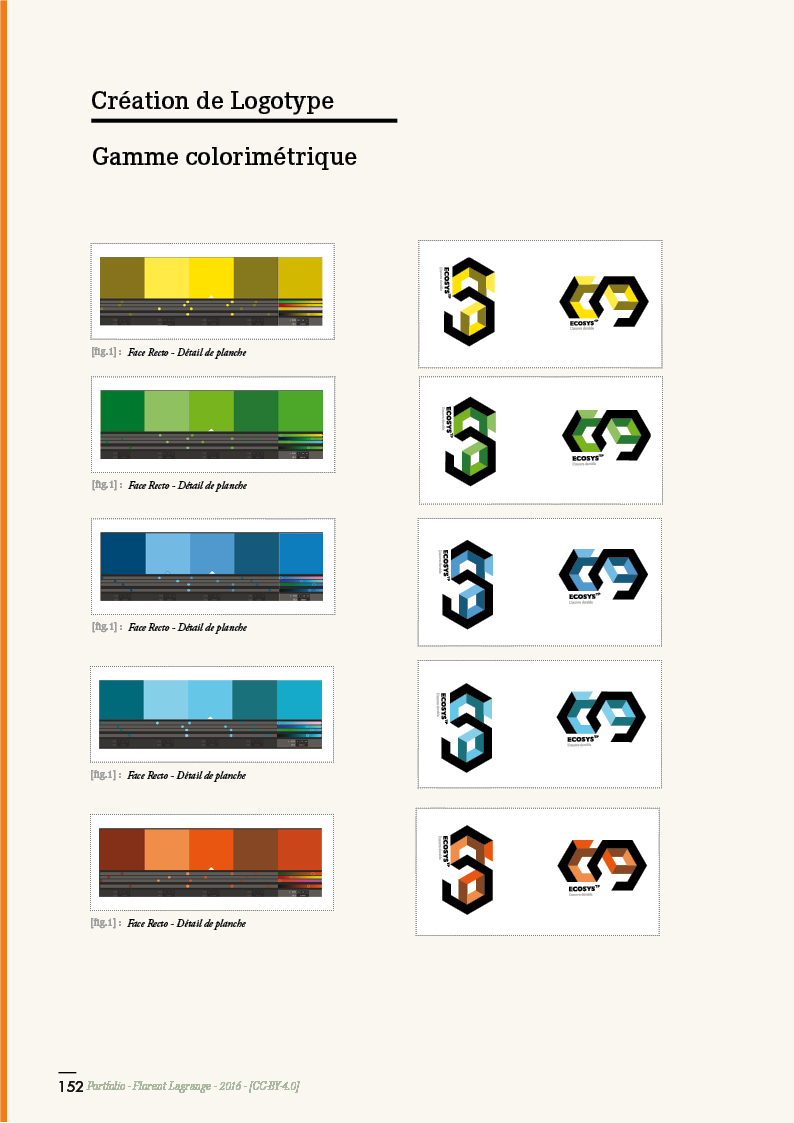 Création de Logotype
Gamme colorimétrique
ECOSYS
ECOSYS
[fig.1] : Face Recto - Détail de planche
ECOSYS
ECOSYS
[fig.1] : Face Recto - Détail de planche
ECOSYS
ECOSYS
[fig.1] : Face Recto - Détail de planche
ECOSYS
ECOSYS
[fig.1] : Face Recto - Détail de planche
ECOSYS
ECOSYS
[fig.1] : Face Recto - Détail de planche
152 Portfolio - Florent Lagrange - 2016 - [CC-BY-4.0]